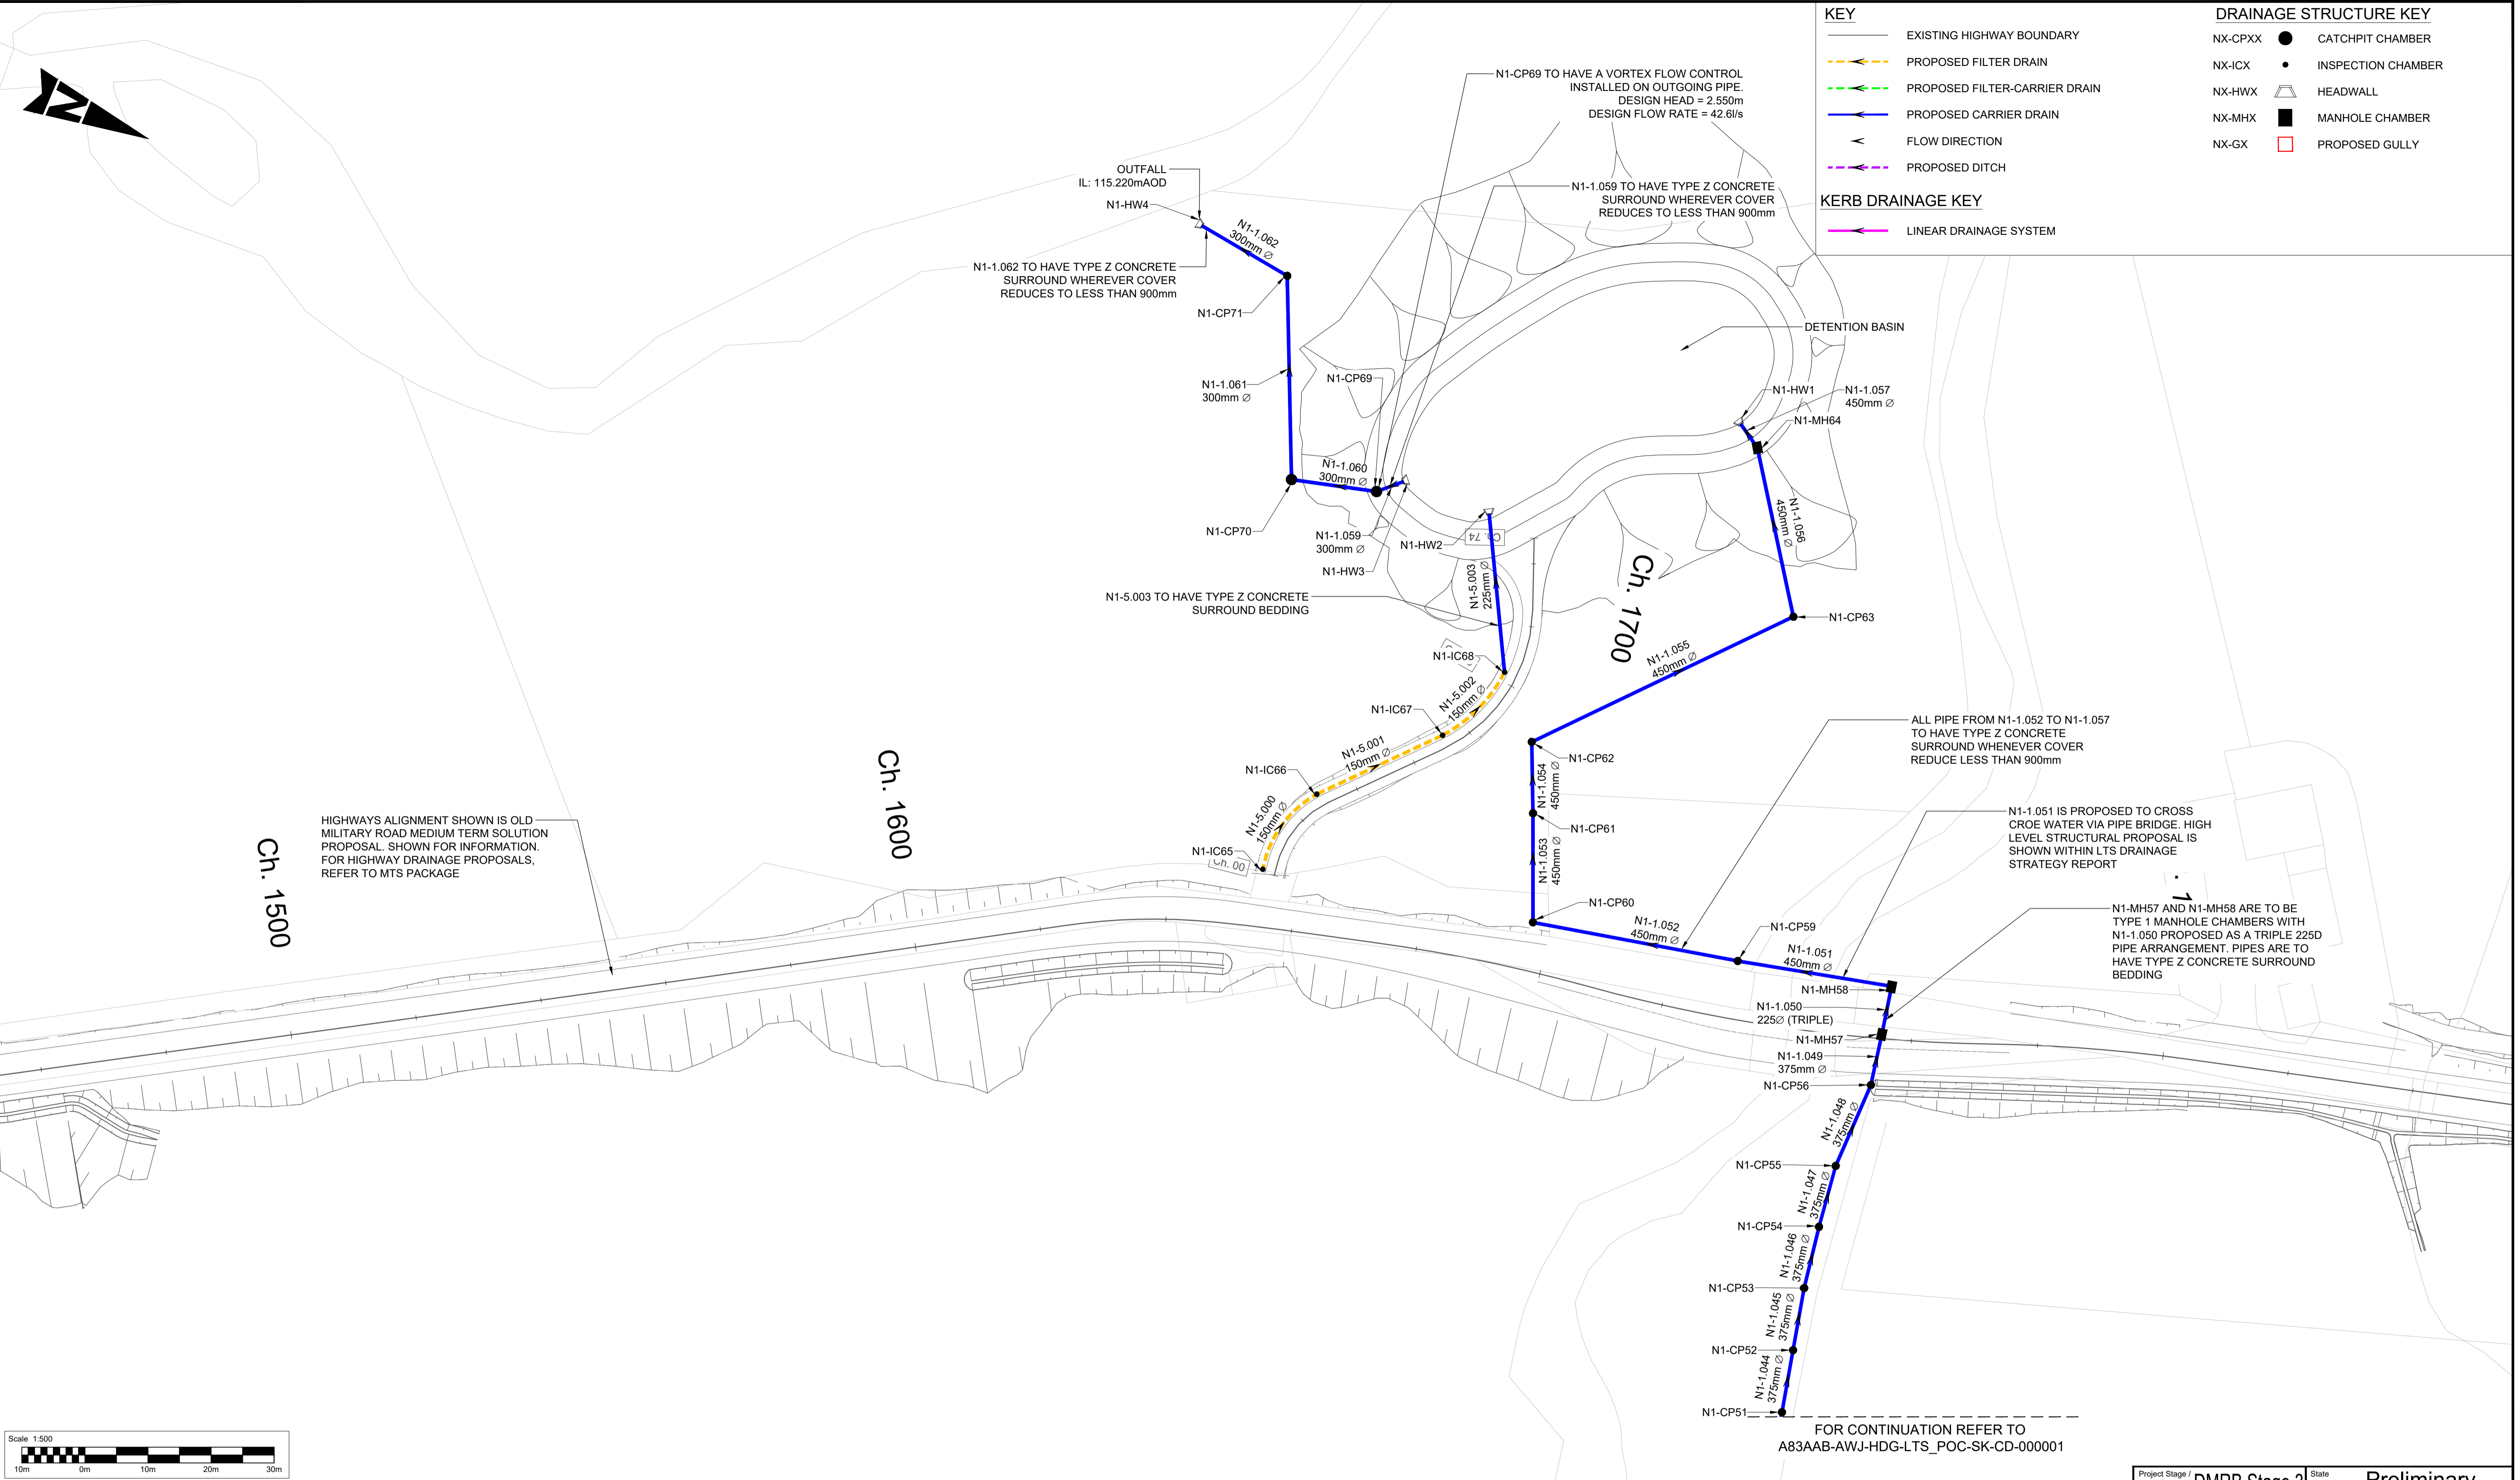 KEY
EXISTING HIGHWAY BOUNDARY
PROPOSED FILTER DRAIN
PROPOSED FILTER-CARRIER DRAIN
PROPOSED CARRIER DRAIN
FLOW DIRECTION
PROPOSED DITCH
KERB DRAINAGE KEY
LINEAR DRAINAGE SYSTEM
DRAINAGE STRUCTURE KEY
NX-CPXX CATCHPIT CHAMBER
NX-ICX INSPECTION CHAMBER
NX-HWX HEADWALL
NX-MHX MANHOLE CHAMBER
NX-GX PROPOSED GULLY
N
N1-CP69 TO HAVE A VORTEX FLOW CONTROL
INSTALLED ON OUTGOING PIPE.
DESIGN HEAD = 2.550m
DESIGN FLOW RATE = 42.6l/s
OUTFALL
IL: 115.220mAOD
N1-HW4
N1-1.062
300mm Ø
N1-1.059 TO HAVE TYPE Z CONCRETE
SURROUND WHEREVER COVER
REDUCES TO LESS THAN 900mm
N1-1.062 TO HAVE TYPE Z CONCRETE
SURROUND WHEREVER COVER
REDUCES TO LESS THAN 900mm
N1-CP71
DETENTION BASIN
N1-1.061
300mm Ø
N1-CP69
N1-HW1
N1-1.057
450mm Ø
N1-MH64
N1-1.060
300mm Ø
N1-CP70
N1-1.059
300mm Ø
N1-HW3
N1-HW2
Ch. 74
N1-1.056
450mm Ø
N1-5.003
225mm Ø
N1-5.003 TO HAVE TYPE Z CONCRETE
SURROUND BEDDING
Ch. 1700
N1-CP63
N1-IC68
N1-1.055
450mm Ø
N1-5.002
150mm Ø
N1-IC67
N1-5.001
150mm Ø
N1-IC66
N1-5.000
150mm Ø
N1-IC65
Ch. 00
N1-CP62
N1-1.054
450mm Ø
N1-CP61
N1-1.053
450mm Ø
N1-CP60
ALL PIPE FROM N1-1.052 TO N1-1.057
TO HAVE TYPE Z CONCRETE
SURROUND WHENEVER COVER
REDUCE LESS THAN 900mm
Ch. 1600
Ch. 1500
HIGHWAYS ALIGNMENT SHOWN IS OLD
MILITARY ROAD MEDIUM TERM SOLUTION
PROPOSAL. SHOWN FOR INFORMATION.
FOR HIGHWAY DRAINAGE PROPOSALS,
REFER TO MTS PACKAGE
N1-1.051 IS PROPOSED TO CROSS
CROE WATER VIA PIPE BRIDGE. HIGH
LEVEL STRUCTURAL PROPOSAL IS
SHOWN WITHIN LTS DRAINAGE
STRATEGY REPORT
N1-MH57 AND N1-MH58 ARE TO BE
TYPE 1 MANHOLE CHAMBERS WITH
N1-1.050 PROPOSED AS A TRIPLE 225D
PIPE ARRANGEMENT. PIPES ARE TO
HAVE TYPE Z CONCRETE SURROUND
BEDDING
N1-1.052
450mm Ø
N1-CP59
N1-1.051
450mm Ø
N1-MH58
N1-1.050
225Ø (TRIPLE)
N1-MH57
N1-1.049
375mm Ø
N1-CP56
N1-1.048
375mm Ø
N1-CP55
N1-1.047
375mm Ø
N1-CP54
N1-1.046
375mm Ø
N1-CP53
N1-1.045
375mm Ø
N1-CP52
N1-1.044
375mm Ø
N1-CP51
FOR CONTINUATION REFER TO
A83AAB-AWJ-HDG-LTS_POC-SK-CD-000001
Scale 1:500
10m 0m 10m 20m 30m
Project Stage /
State
Preliminary